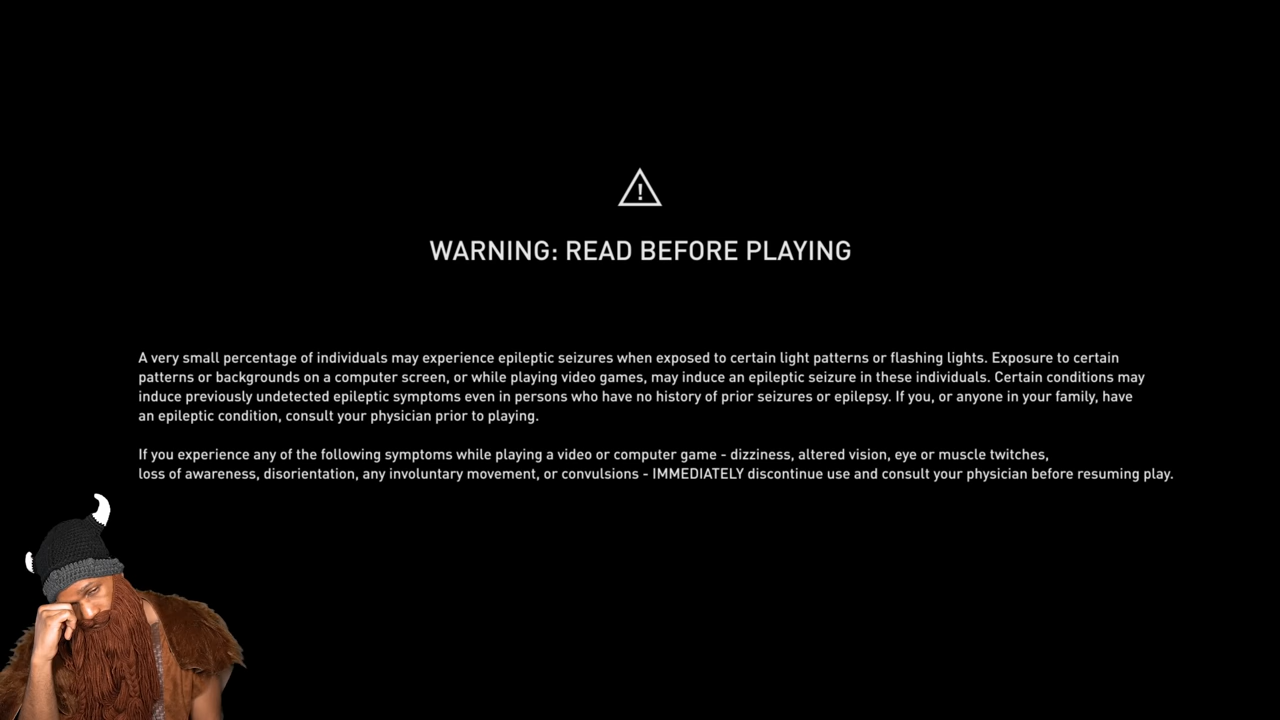 WARNING: READ BEFORE PLAYING
A very small percentage of individuals may experience epileptic seizures when exposed to certain light patterns or flashing lights. Exposure to certain
patterns or backgrounds on a computer screen, or while playing video games, may induce an epileptic seizure in these individuals. Certain conditions may
induce previously undetected epileptic symptoms even in persons who have no history of prior seizures or epilepsy. If you, or anyone in your family, have
an epileptic condition, consult your physician prior to playing.
If you experience any of the following symptoms while playing a video or computer game - dizziness, altered vision, eye or muscle twitches,
loss of awareness, disorientation, any involuntary movement, or convulsions - IMMEDIATELY discontinue use and consult your physician before resuming play.